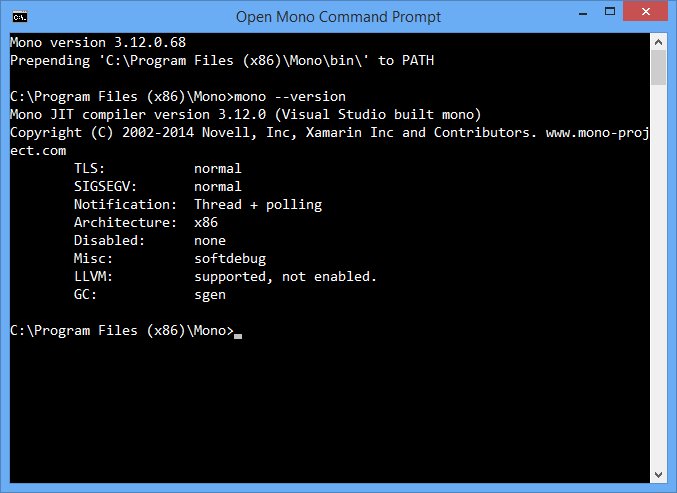 Open Mono Command Prompt
Mono version 3.12.0.68
Prepending 'C:\Program Files (x86)\Mono\bin\' to PATH
C:\Program Files (x86)\Mono>mono --version
Mono JIT compiler version 3.12.0 (Visual Studio built mono)
Copyright (C) 2002-2014 Novell, Inc, Xamarin Inc and Contributors. www.mono-proj
ect.com
TLS:           normal
SIGSEGV:       normal
Notification:  Thread + polling
Architecture:  x86
Disabled:      none
Misc:          softdebug
LLVM:          supported, not enabled.
GC:            sgen
C:\Program Files (x86)\Mono>